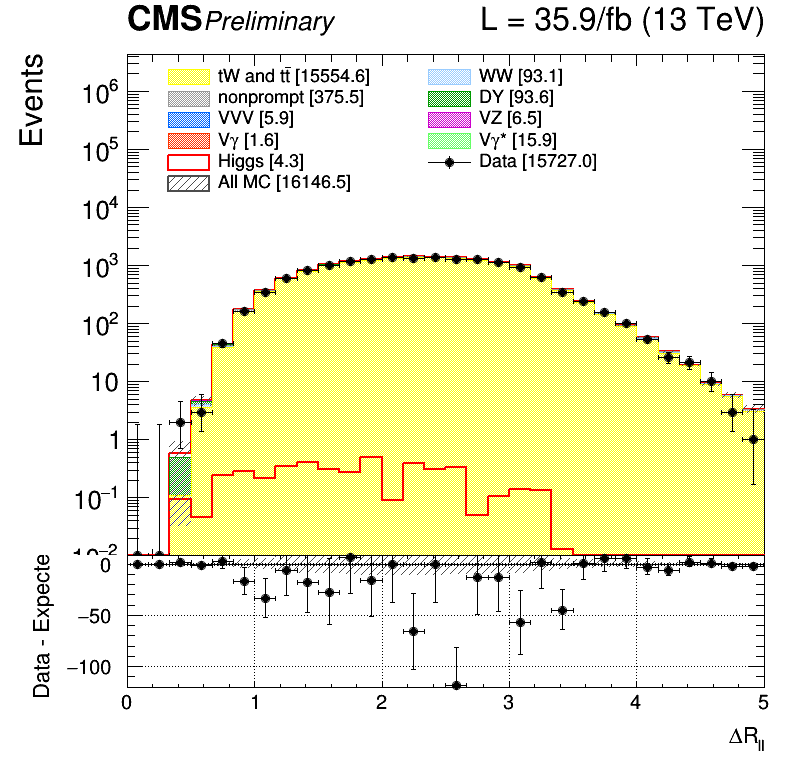 CMS Preliminary L = 35.9/fb (13 TeV)
Events
tW and tt̄ [15554.6] WW [93.1]
nonprompt [375.5] DY [93.6]
VVV [5.9] VZ [6.5]
Vγ [1.6] Vγ* [15.9]
Higgs [4.3] Data [15727.0]
All MC [16146.5]
10⁶
10⁵
10⁴
10³
10²
10
1
10⁻¹
10⁻²
Data - Expecte
0
−50
−100
0 1 2 3 4 5
ΔR_ll